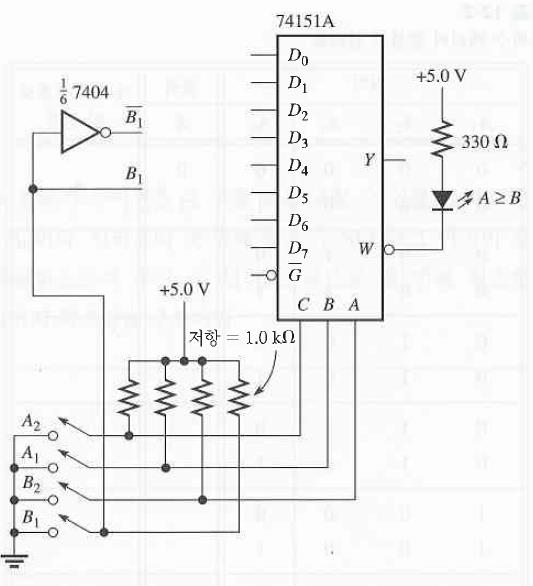 74151A
D₀
D₁
D₂
D₃
D₄
D₅
D₆
D₇
G̅
Y
W
C B A
1/6 7404
B̅₁
B₁
+5.0 V
330 Ω
A ≥ B
+5.0 V
저항 = 1.0 kΩ
A₂
A₁
B₂
B₁